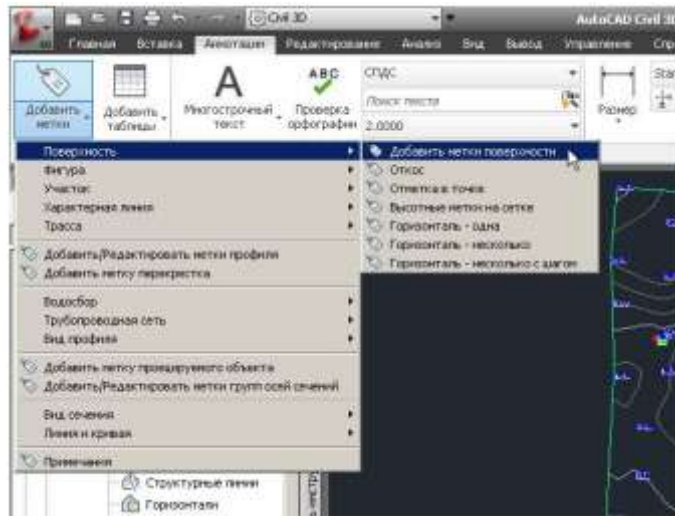 Civil 3D
AutoCAD Civil 3D
Главная Вставка Аннотации Редактирование Анализ Вид Вывод Управление Спр
Добавить метки
Добавить таблицы
Многострочный текст
ABC
Проверка орфографии
СПДС
Поиск текста
2.0000
Размер
Поверхность
Фигура
Участок
Характерная линия
Трасса
Добавить/Редактировать метки профиля
Добавить метку перекрестка
Водосбор
Трубопроводная сеть
Вид профиля
Добавить метку проецируемого объекта
Добавить/Редактировать метки групп осей сечений
Вид сечения
Линия и кривая
Примечания
Добавить метки поверхности
Откос
Отметка в точке
Высотные метки на сетке
Горизонталь - одна
Горизонталь - несколько
Горизонталь - несколько с шагом
Структурные линии
Горизонтали